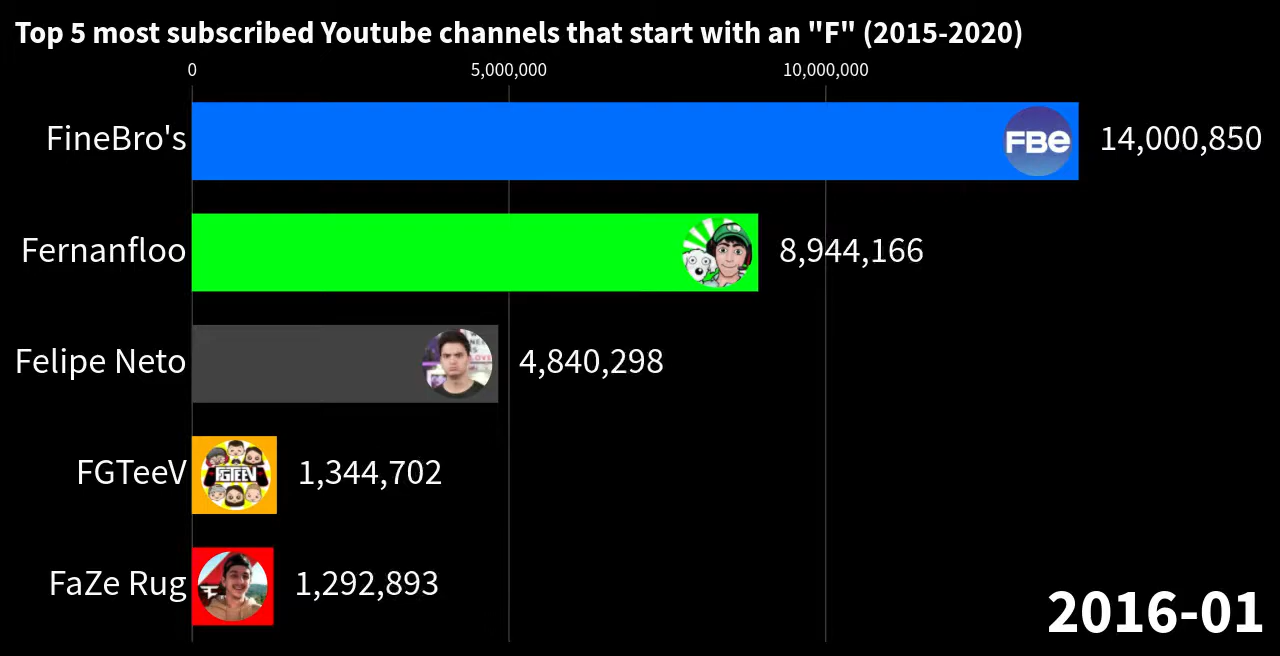 Top 5 most subscribed Youtube channels that start with an "F" (2015-2020)
0 5,000,000 10,000,000
FineBro's FBe 14,000,850
Fernanfloo 8,944,166
Felipe Neto 4,840,298
FGTeeV FGTEEV 1,344,702
FaZe Rug 1,292,893
2016-01